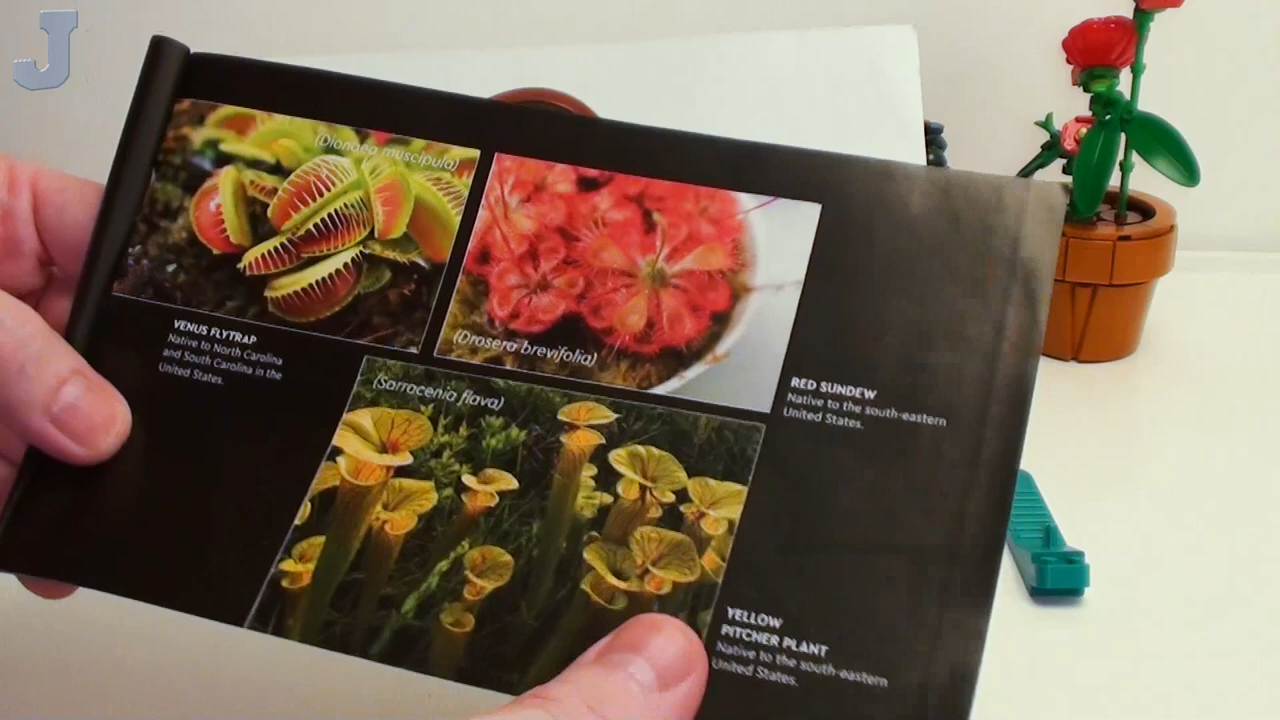 J
(Dionaea muscipula)
VENUS FLYTRAP
Native to North Carolina
and South Carolina in the
United States.
(Drosera brevifolia)
RED SUNDEW
Native to the south-eastern
United States.
(Sarracenia flava)
YELLOW
PITCHER PLANT
Native to the south-eastern
United States.